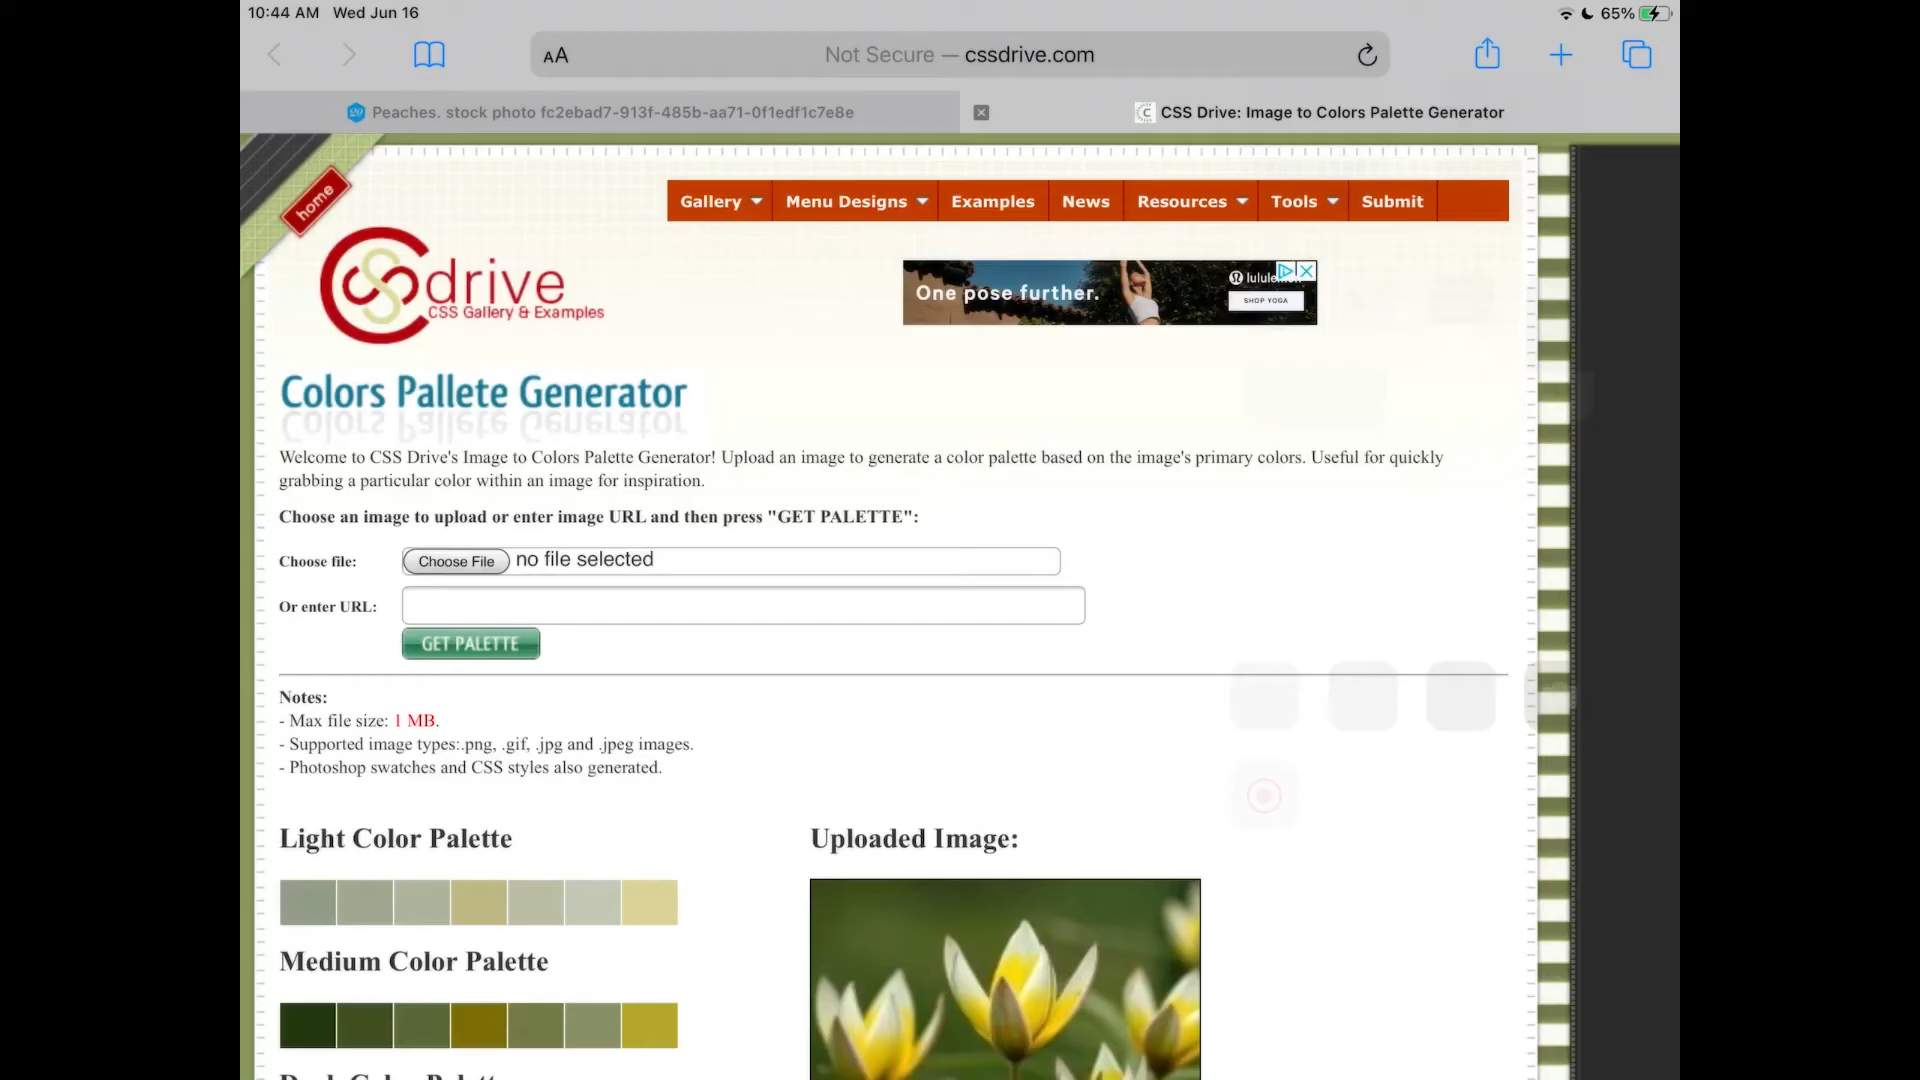 10:44 AM Wed Jun 16
65%
AA
Not Secure — cssdrive.com
Peaches. stock photo fc2ebad7-913f-485b-aa71-0f1edf1c7e8e
CSS Drive: Image to Colors Palette Generator
home
Gallery Menu Designs Examples News Resources Tools Submit
CSSdrive
CSS Gallery & Examples
One pose further.
SHOP YOGA
Colors Pallete Generator
Welcome to CSS Drive's Image to Colors Palette Generator! Upload an image to generate a color palette based on the image's primary colors. Useful for quickly
grabbing a particular color within an image for inspiration.
Choose an image to upload or enter image URL and then press "GET PALETTE":
Choose file: Choose File no file selected
Or enter URL:
GET PALETTE
Notes:
- Max file size: 1 MB.
- Supported image types:.png, .gif, .jpg and .jpeg images.
- Photoshop swatches and CSS styles also generated.
Light Color Palette
Uploaded Image:
Medium Color Palette